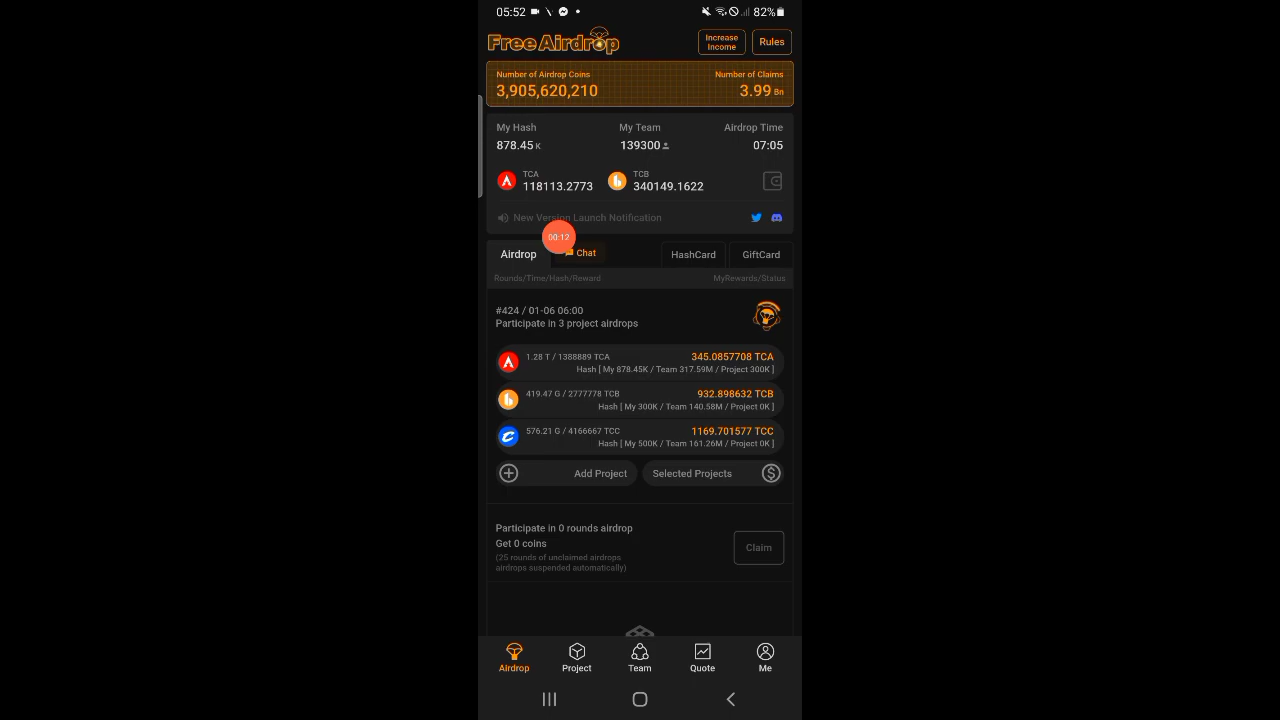 05:52
82%
Free Airdrop
Increase Income
Rules
Number of Airdrop Coins
Number of Claims
3,905,620,210
3.99 Bn
My Hash
My Team
Airdrop Time
878.45 K
139300
07:05
TCA
118113.2773
TCB
340149.1622
New Version Launch Notification
00:12
Airdrop
Chat
HashCard
GiftCard
Rounds/Time/Hash/Reward
MyRewards/Status
#424 / 01-06 06:00
Participate in 3 project airdrops
1.28 T / 1388889 TCA
345.0857708 TCA
Hash [ My 878.45K / Team 317.59M / Project 300K ]
419.47 G / 2777778 TCB
932.898632 TCB
Hash [ My 300K / Team 140.58M / Project 0K ]
576.21 G / 4166667 TCC
1169.701577 TCC
Hash [ My 500K / Team 161.26M / Project 0K ]
Add Project
Selected Projects
Participate in 0 rounds airdrop
Get 0 coins
(25 rounds of unclaimed airdrops
airdrops suspended automatically)
Claim
Airdrop
Project
Team
Quote
Me